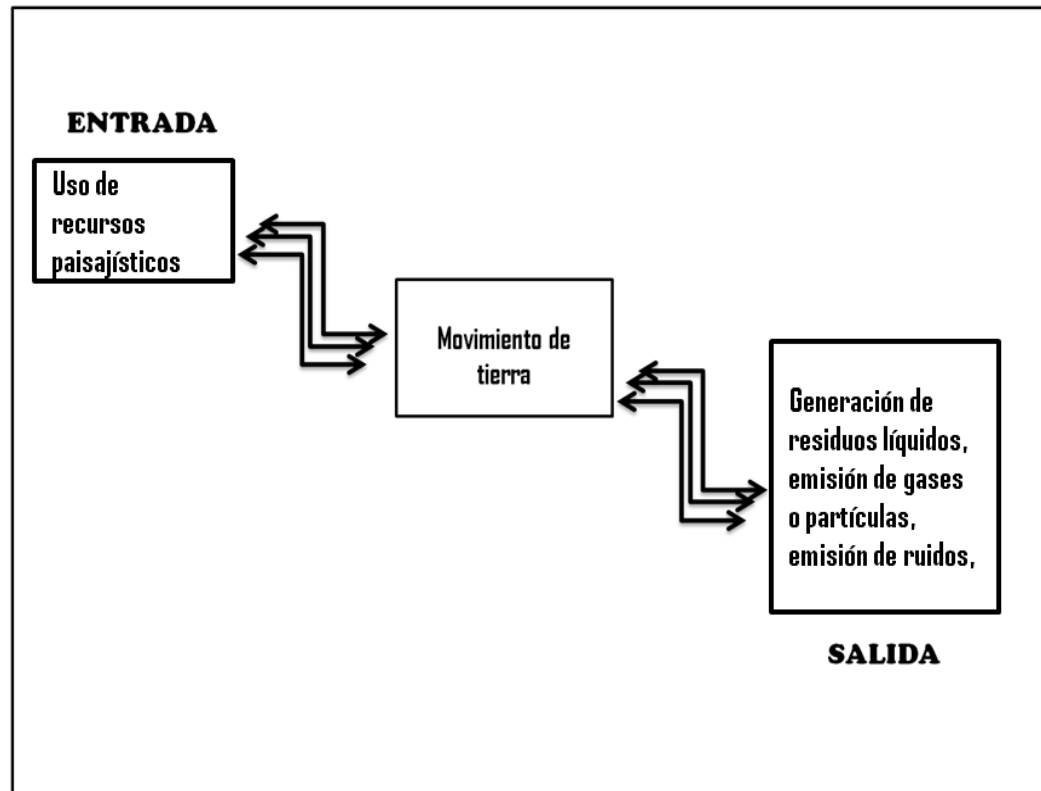 ENTRADA
Uso de
recursos
paisajísticos
Movimiento de
tierra
Generación de
residuos líquidos,
emisión de gases
o partículas,
emisión de ruidos,
SALIDA